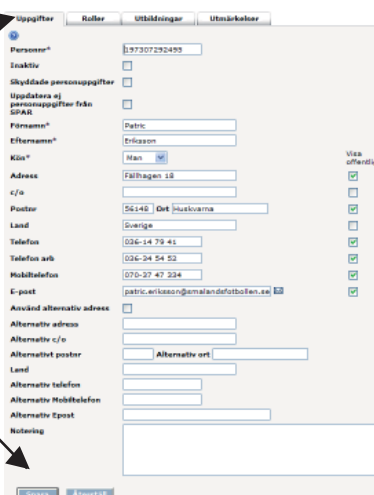 Uppgifter Roller Utbildningar Utmärkelser
Personnr* 197307292493
Inaktiv
Skyddade personuppgifter
Uppdatera ej
personuppgifter från
SPAR
Förnamn* Patric
Efternamn* Eriksson
Visa
Kön* Man offentlig
Adress Fällhagen 18
c/o
Postnr 56148 Ort Huskvarna
Land Sverige
Telefon 036-14 79 41
Telefon arb 036-34 54 52
Mobiltelefon 070-37 47 334
E-post patric.eriksson@smalandsfotbollen.se
Använd alternativ adress
Alternativ adress
Alternativ c/o
Alternativt postnr Alternativ ort
Land
Alternativ telefon
Alternativ Mobiltelefon
Alternativ Epost
Notering